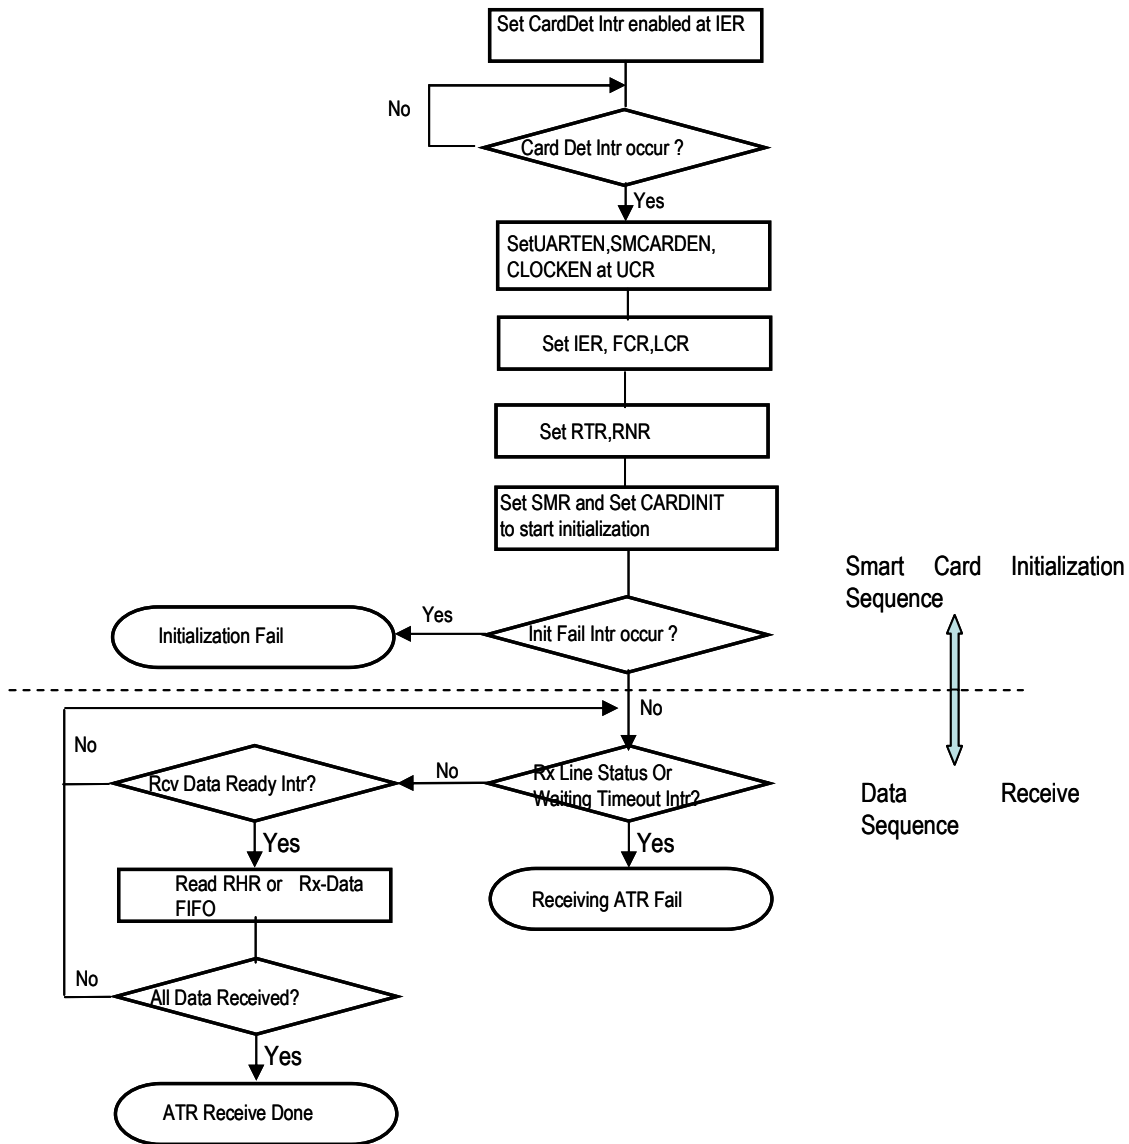 Set CardDet Intr enabled at IER
No
Card Det Intr occur ?
Yes
SetUARTEN,SMCARDEN,
CLOCKEN at UCR
Set IER, FCR,LCR
Set RTR,RNR
Set SMR and Set CARDINIT
to start initialization
Smart Card Initialization
Sequence
Yes
Initialization Fail
Init Fail Intr occur ?
No
No
Rcv Data Ready Intr?
No
Rx Line Status Or
Waiting Timeout Intr?
Data Receive
Sequence
Yes
Yes
Read RHR or Rx-Data
FIFO
Receiving ATR Fail
No
All Data Received?
Yes
ATR Receive Done